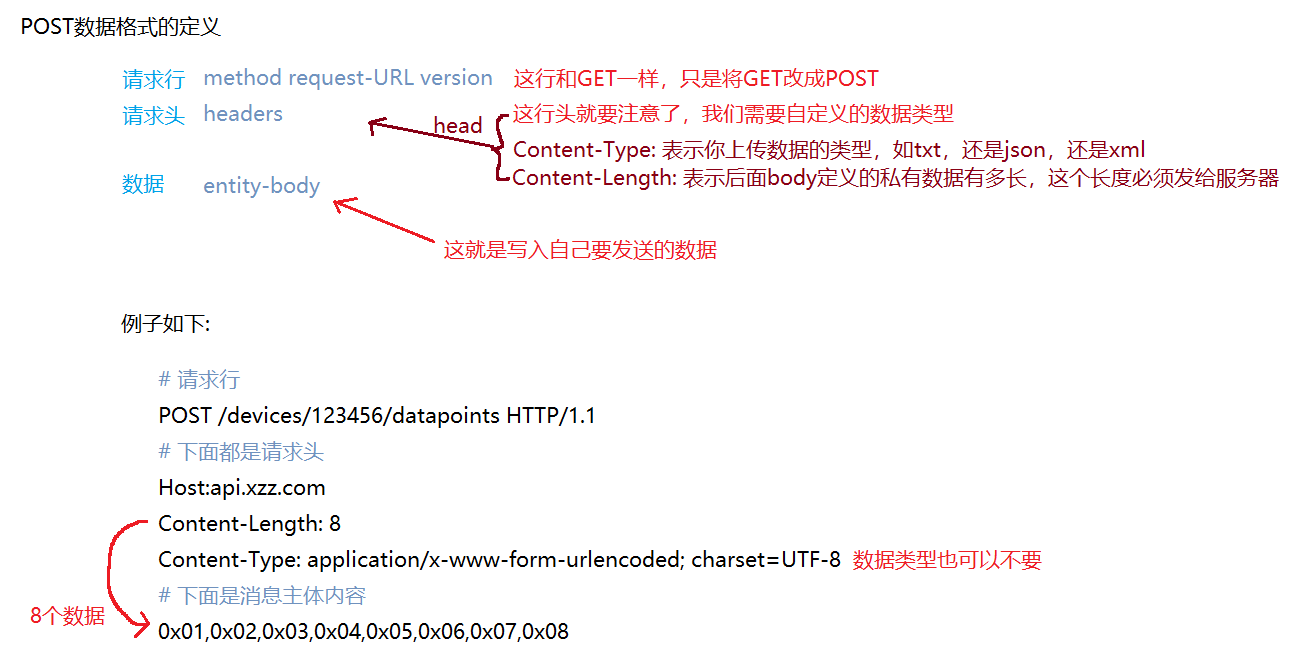 POST数据格式的定义
请求行 method request-URL version 这行和GET一样，只是将GET改成POST
请求头 headers head 这行头就要注意了，我们需要自定义的数据类型
Content-Type: 表示你上传数据的类型，如txt，还是json，还是xml
数据 entity-body Content-Length: 表示后面body定义的私有数据有多长，这个长度必须发给服务器
这就是写入自己要发送的数据
例子如下:
# 请求行
POST /devices/123456/datapoints HTTP/1.1
# 下面都是请求头
Host:api.xzz.com
Content-Length: 8
Content-Type: application/x-www-form-urlencoded; charset=UTF-8 数据类型也可以不要
# 下面是消息主体内容
8个数据
0x01,0x02,0x03,0x04,0x05,0x06,0x07,0x08